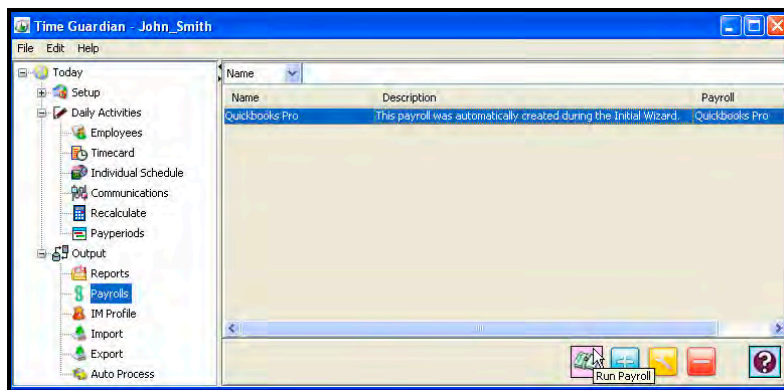 Time Guardian - John_Smith
File Edit Help
Today
Setup
Daily Activities
Employees
Timecard
Individual Schedule
Communications
Recalculate
Payperiods
Output
Reports
Payrolls
IM Profile
Import
Export
Auto Process
Name
Name Description Payroll
Quickbooks Pro This payroll was automatically created during the Initial Wizard. Quickbooks Pro
Run Payroll
?